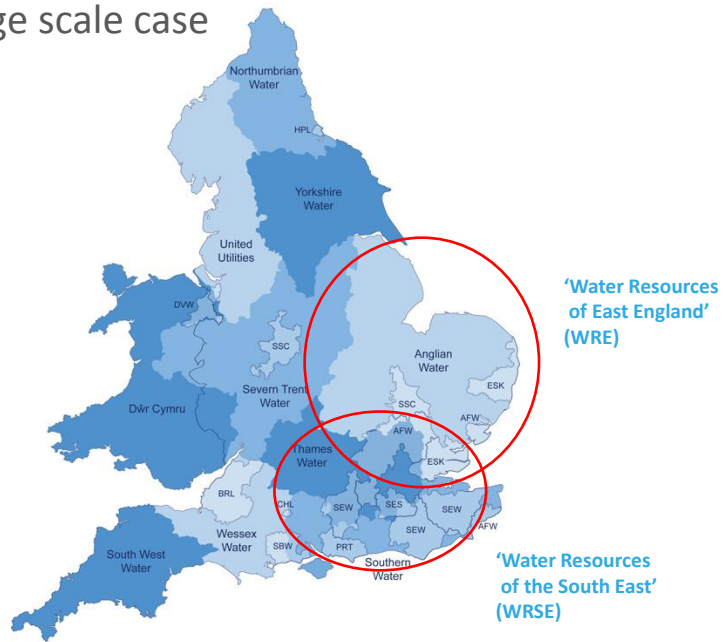 ge scale case
Northumbrian
Water
HPL
Yorkshire
Water
United
Utilities
DVW
SSC
Severn Trent
Water
Dŵr Cymru
Anglian
Water
ESK
SSC
AFW
AFW
ESK
Thames
Water
BRL
CHL
SEW
SES
SEW
SEW
AFW
Wessex
Water
SBW
PRT
Southern
Water
South West
Water
‘Water Resources
of East England’
(WRE)
‘Water Resources
of the South East’
(WRSE)